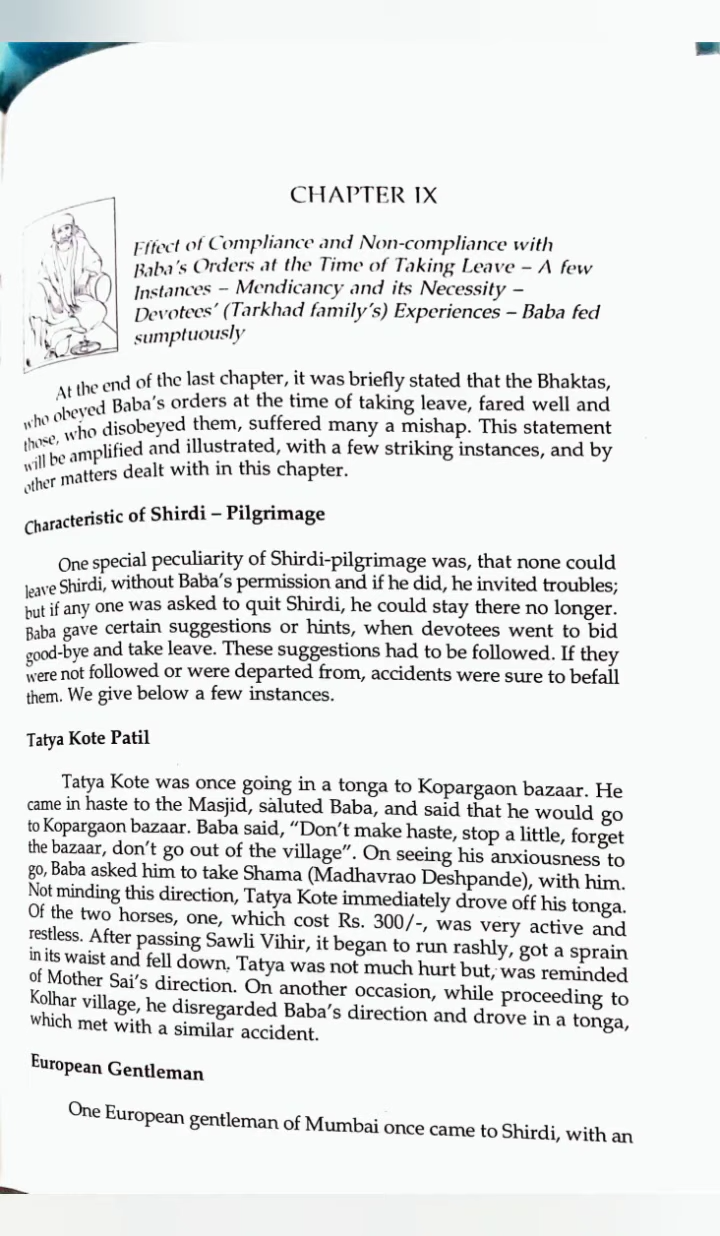 CHAPTER IX
Effect of Compliance and Non-compliance with
Baba's Orders at the Time of Taking Leave – A few
Instances – Mendicancy and its Necessity –
Devotees' (Tarkhad family's) Experiences – Baba fed
sumptuously
At the end of the last chapter, it was briefly stated that the Bhaktas,
who obeyed Baba's orders at the time of taking leave, fared well and
those, who disobeyed them, suffered many a mishap. This statement
will be amplified and illustrated, with a few striking instances, and by
other matters dealt with in this chapter.
Characteristic of Shirdi – Pilgrimage
One special peculiarity of Shirdi-pilgrimage was, that none could
leave Shirdi, without Baba's permission and if he did, he invited troubles;
but if any one was asked to quit Shirdi, he could stay there no longer.
Baba gave certain suggestions or hints, when devotees went to bid
good-bye and take leave. These suggestions had to be followed. If they
were not followed or were departed from, accidents were sure to befall
them. We give below a few instances.
Tatya Kote Patil
Tatya Kote was once going in a tonga to Kopargaon bazaar. He
came in haste to the Masjid, saluted Baba, and said that he would go
to Kopargaon bazaar. Baba said, "Don't make haste, stop a little, forget
the bazaar, don't go out of the village". On seeing his anxiousness to
go, Baba asked him to take Shama (Madhavrao Deshpande), with him.
Not minding this direction, Tatya Kote immediately drove off his tonga.
Of the two horses, one, which cost Rs. 300/-, was very active and
restless. After passing Sawli Vihir, it began to run rashly, got a sprain
in its waist and fell down. Tatya was not much hurt but, was reminded
of Mother Sai's direction. On another occasion, while proceeding to
Kolhar village, he disregarded Baba's direction and drove in a tonga,
which met with a similar accident.
European Gentleman
One European gentleman of Mumbai once came to Shirdi, with an